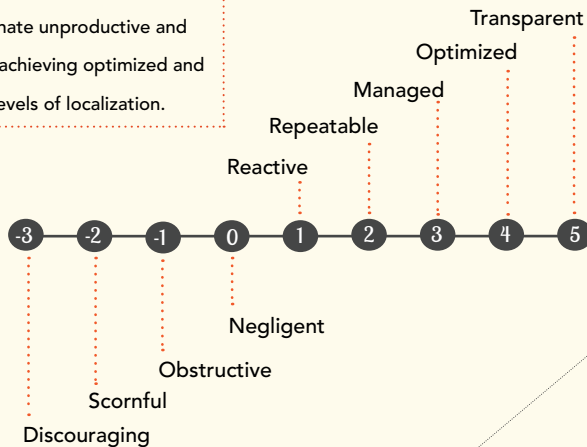 nate unproductive and
achieving optimized and
evels of localization.
Transparent
Optimized
Managed
Repeatable
Reactive
-3 -2 -1 0 1 2 3 4 5
Negligent
Obstructive
Scornful
Discouraging